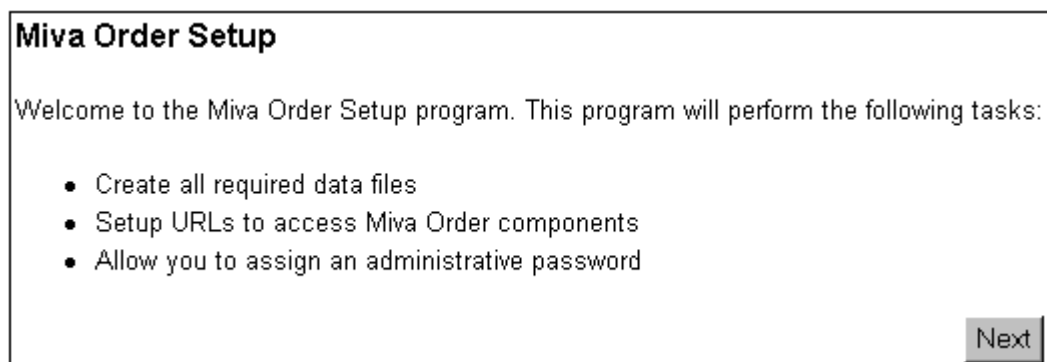 Miva Order Setup
Welcome to the Miva Order Setup program. This program will perform the following tasks:
• Create all required data files
• Setup URLs to access Miva Order components
• Allow you to assign an administrative password
Next